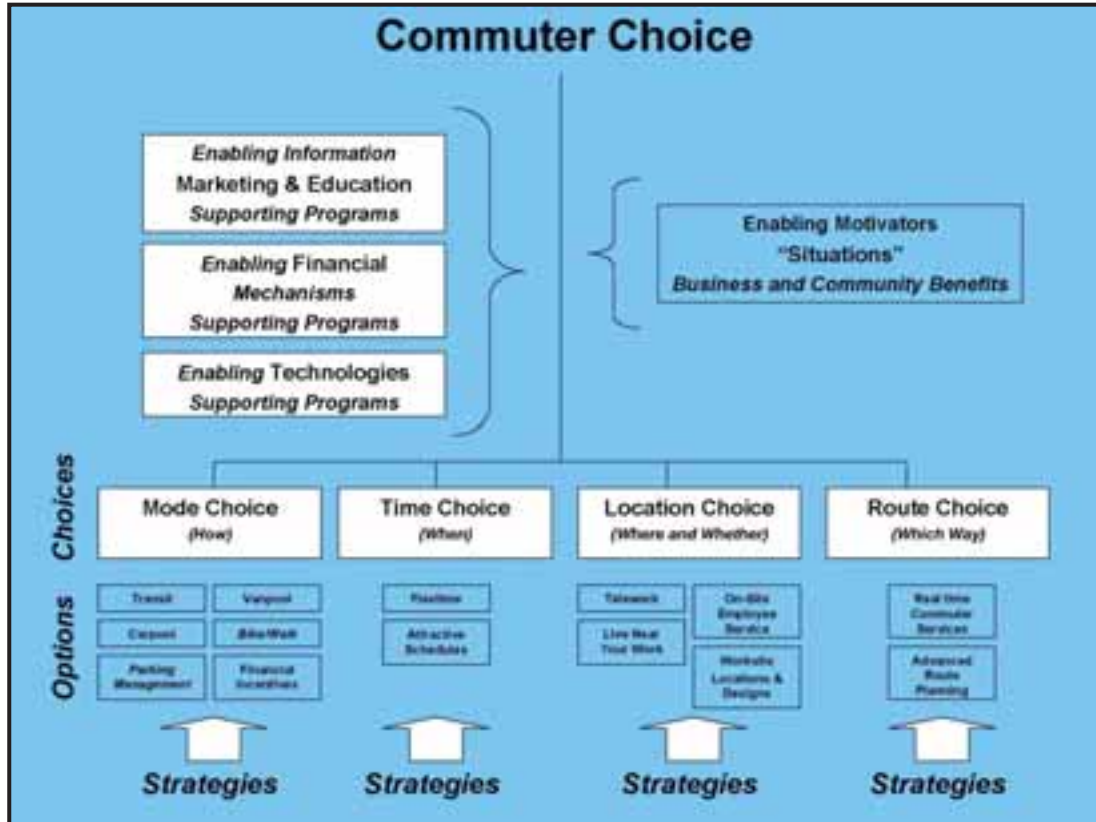 Commuter Choice
Enabling Information
Marketing & Education
Supporting Programs
Enabling Financial
Mechanisms
Supporting Programs
Enabling Technologies
Supporting Programs
Enabling Motivators
“Situations”
Business and Community Benefits
Choices
Mode Choice
(How)
Time Choice
(When)
Location Choice
(Where and Whether)
Route Choice
(Which Way)
Options
Transit
Vanpool
Carpool
Bike/Walk
Parking
Management
Financial
Incentives
Flextime
Attractive
Schedules
Telework
Live Near
Your Work
On-Site
Employee
Service
Worksite
Locations &
Designs
Real time
Commuter
Services
Advanced
Route
Planning
Strategies
Strategies
Strategies
Strategies